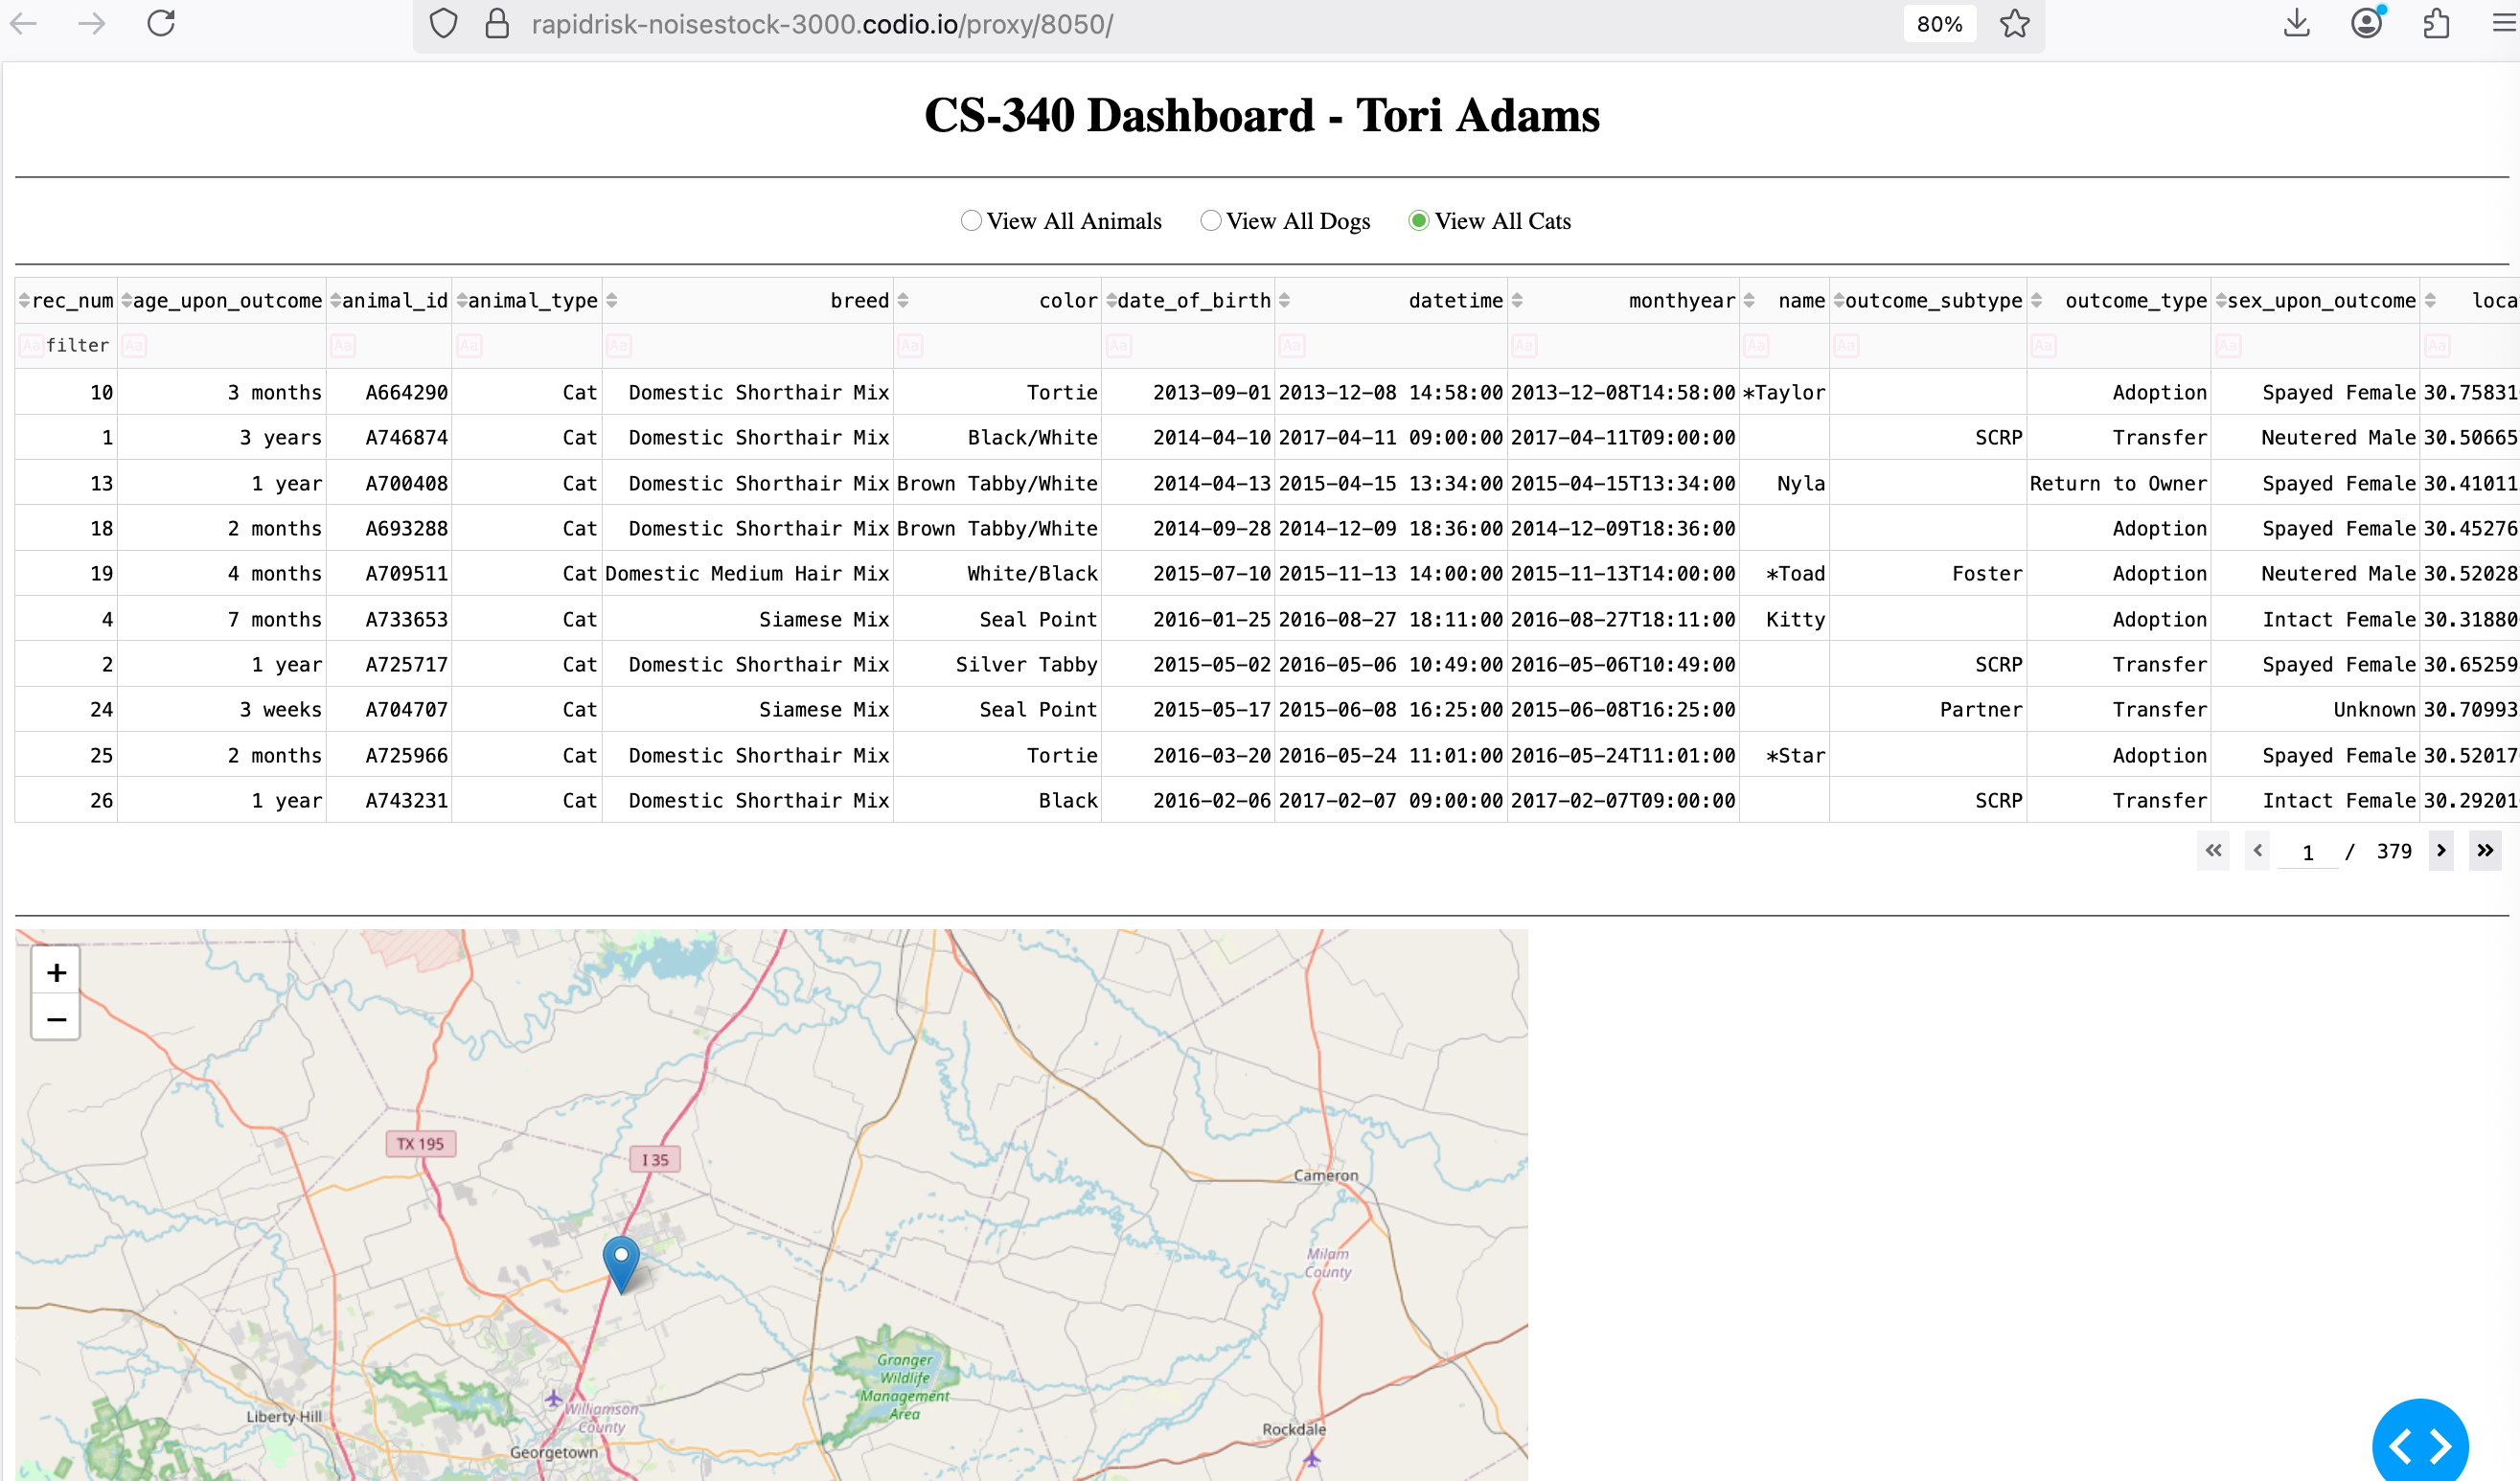 rapidrisk-noisestock-3000.codio.io/proxy/8050/ 80%
CS-340 Dashboard - Tori Adams
View All Animals View All Dogs View All Cats
rec_num age_upon_outcome animal_id animal_type breed color date_of_birth datetime monthyear name outcome_subtype outcome_type sex_upon_outcome loca
Aa filter Aa Aa Aa Aa Aa Aa Aa Aa Aa Aa Aa Aa Aa
10 3 months A664290 Cat Domestic Shorthair Mix Tortie 2013-09-01 2013-12-08 14:58:00 2013-12-08T14:58:00 *Taylor Adoption Spayed Female 30.75831
1 3 years A746874 Cat Domestic Shorthair Mix Black/White 2014-04-10 2017-04-11 09:00:00 2017-04-11T09:00:00 SCRP Transfer Neutered Male 30.50665
13 1 year A700408 Cat Domestic Shorthair Mix Brown Tabby/White 2014-04-13 2015-04-15 13:34:00 2015-04-15T13:34:00 Nyla Return to Owner Spayed Female 30.41011
18 2 months A693288 Cat Domestic Shorthair Mix Brown Tabby/White 2014-09-28 2014-12-09 18:36:00 2014-12-09T18:36:00 Adoption Spayed Female 30.45276
19 4 months A709511 Cat Domestic Medium Hair Mix White/Black 2015-07-10 2015-11-13 14:00:00 2015-11-13T14:00:00 *Toad Foster Adoption Neutered Male 30.52028
4 7 months A733653 Cat Siamese Mix Seal Point 2016-01-25 2016-08-27 18:11:00 2016-08-27T18:11:00 Kitty Adoption Intact Female 30.31880
2 1 year A725717 Cat Domestic Shorthair Mix Silver Tabby 2015-05-02 2016-05-06 10:49:00 2016-05-06T10:49:00 SCRP Transfer Spayed Female 30.65259
24 3 weeks A704707 Cat Siamese Mix Seal Point 2015-05-17 2015-06-08 16:25:00 2015-06-08T16:25:00 Partner Transfer Unknown 30.70993
25 2 months A725966 Cat Domestic Shorthair Mix Tortie 2016-03-20 2016-05-24 11:01:00 2016-05-24T11:01:00 *Star Adoption Spayed Female 30.52017
26 1 year A743231 Cat Domestic Shorthair Mix Black 2016-02-06 2017-02-07 09:00:00 2017-02-07T09:00:00 SCRP Transfer Intact Female 30.29201
1 / 379
+
−
TX 195
I 35
Cameron
Milam
County
Granger
Wildlife
Management
Area
Liberty Hill
Williamson
County
Rockdale
Georgetown